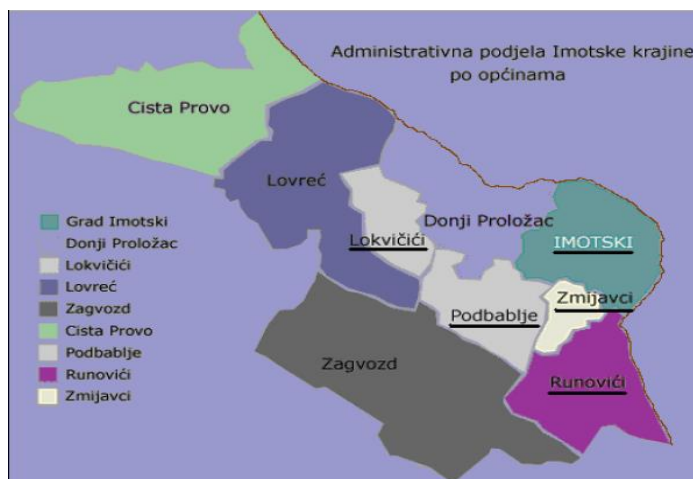 Administrativna podjela Imotske krajine
po općinama
Cista Provo
Lovreć
Donji Proložac
Lokvičići
IMOTSKI
Zmijavci
Podbablje
Zagvozd
Runovići
Grad Imotski
Donji Proložac
Lokvičići
Lovreć
Zagvozd
Cista Provo
Podbablje
Runovići
Zmijavci